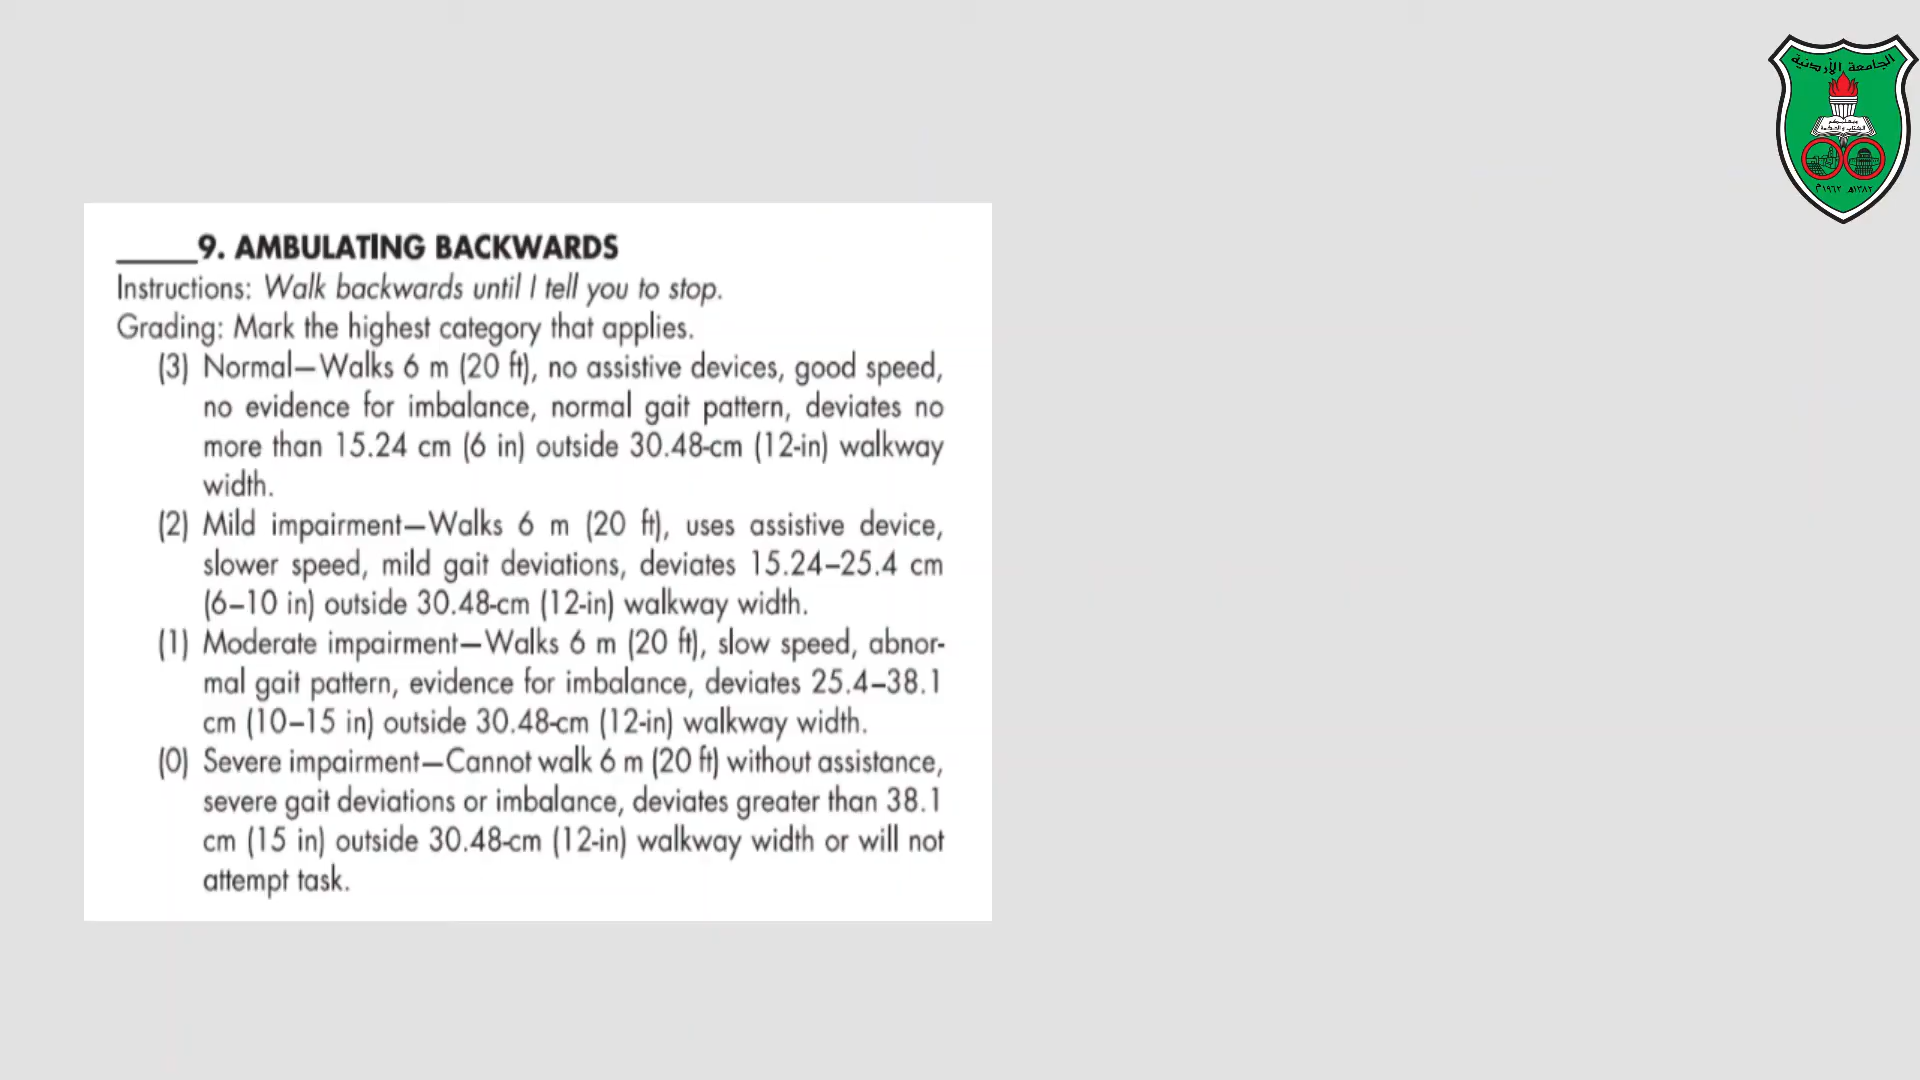 الجامعة الأردنية
_____9. AMBULATING BACKWARDS
Instructions: Walk backwards until I tell you to stop.
Grading: Mark the highest category that applies.
(3) Normal—Walks 6 m (20 ft), no assistive devices, good speed,
no evidence for imbalance, normal gait pattern, deviates no
more than 15.24 cm (6 in) outside 30.48-cm (12-in) walkway
width.
(2) Mild impairment—Walks 6 m (20 ft), uses assistive device,
slower speed, mild gait deviations, deviates 15.24–25.4 cm
(6–10 in) outside 30.48-cm (12-in) walkway width.
(1) Moderate impairment—Walks 6 m (20 ft), slow speed, abnor-
mal gait pattern, evidence for imbalance, deviates 25.4–38.1
cm (10–15 in) outside 30.48-cm (12-in) walkway width.
(0) Severe impairment—Cannot walk 6 m (20 ft) without assistance,
severe gait deviations or imbalance, deviates greater than 38.1
cm (15 in) outside 30.48-cm (12-in) walkway width or will not
attempt task.